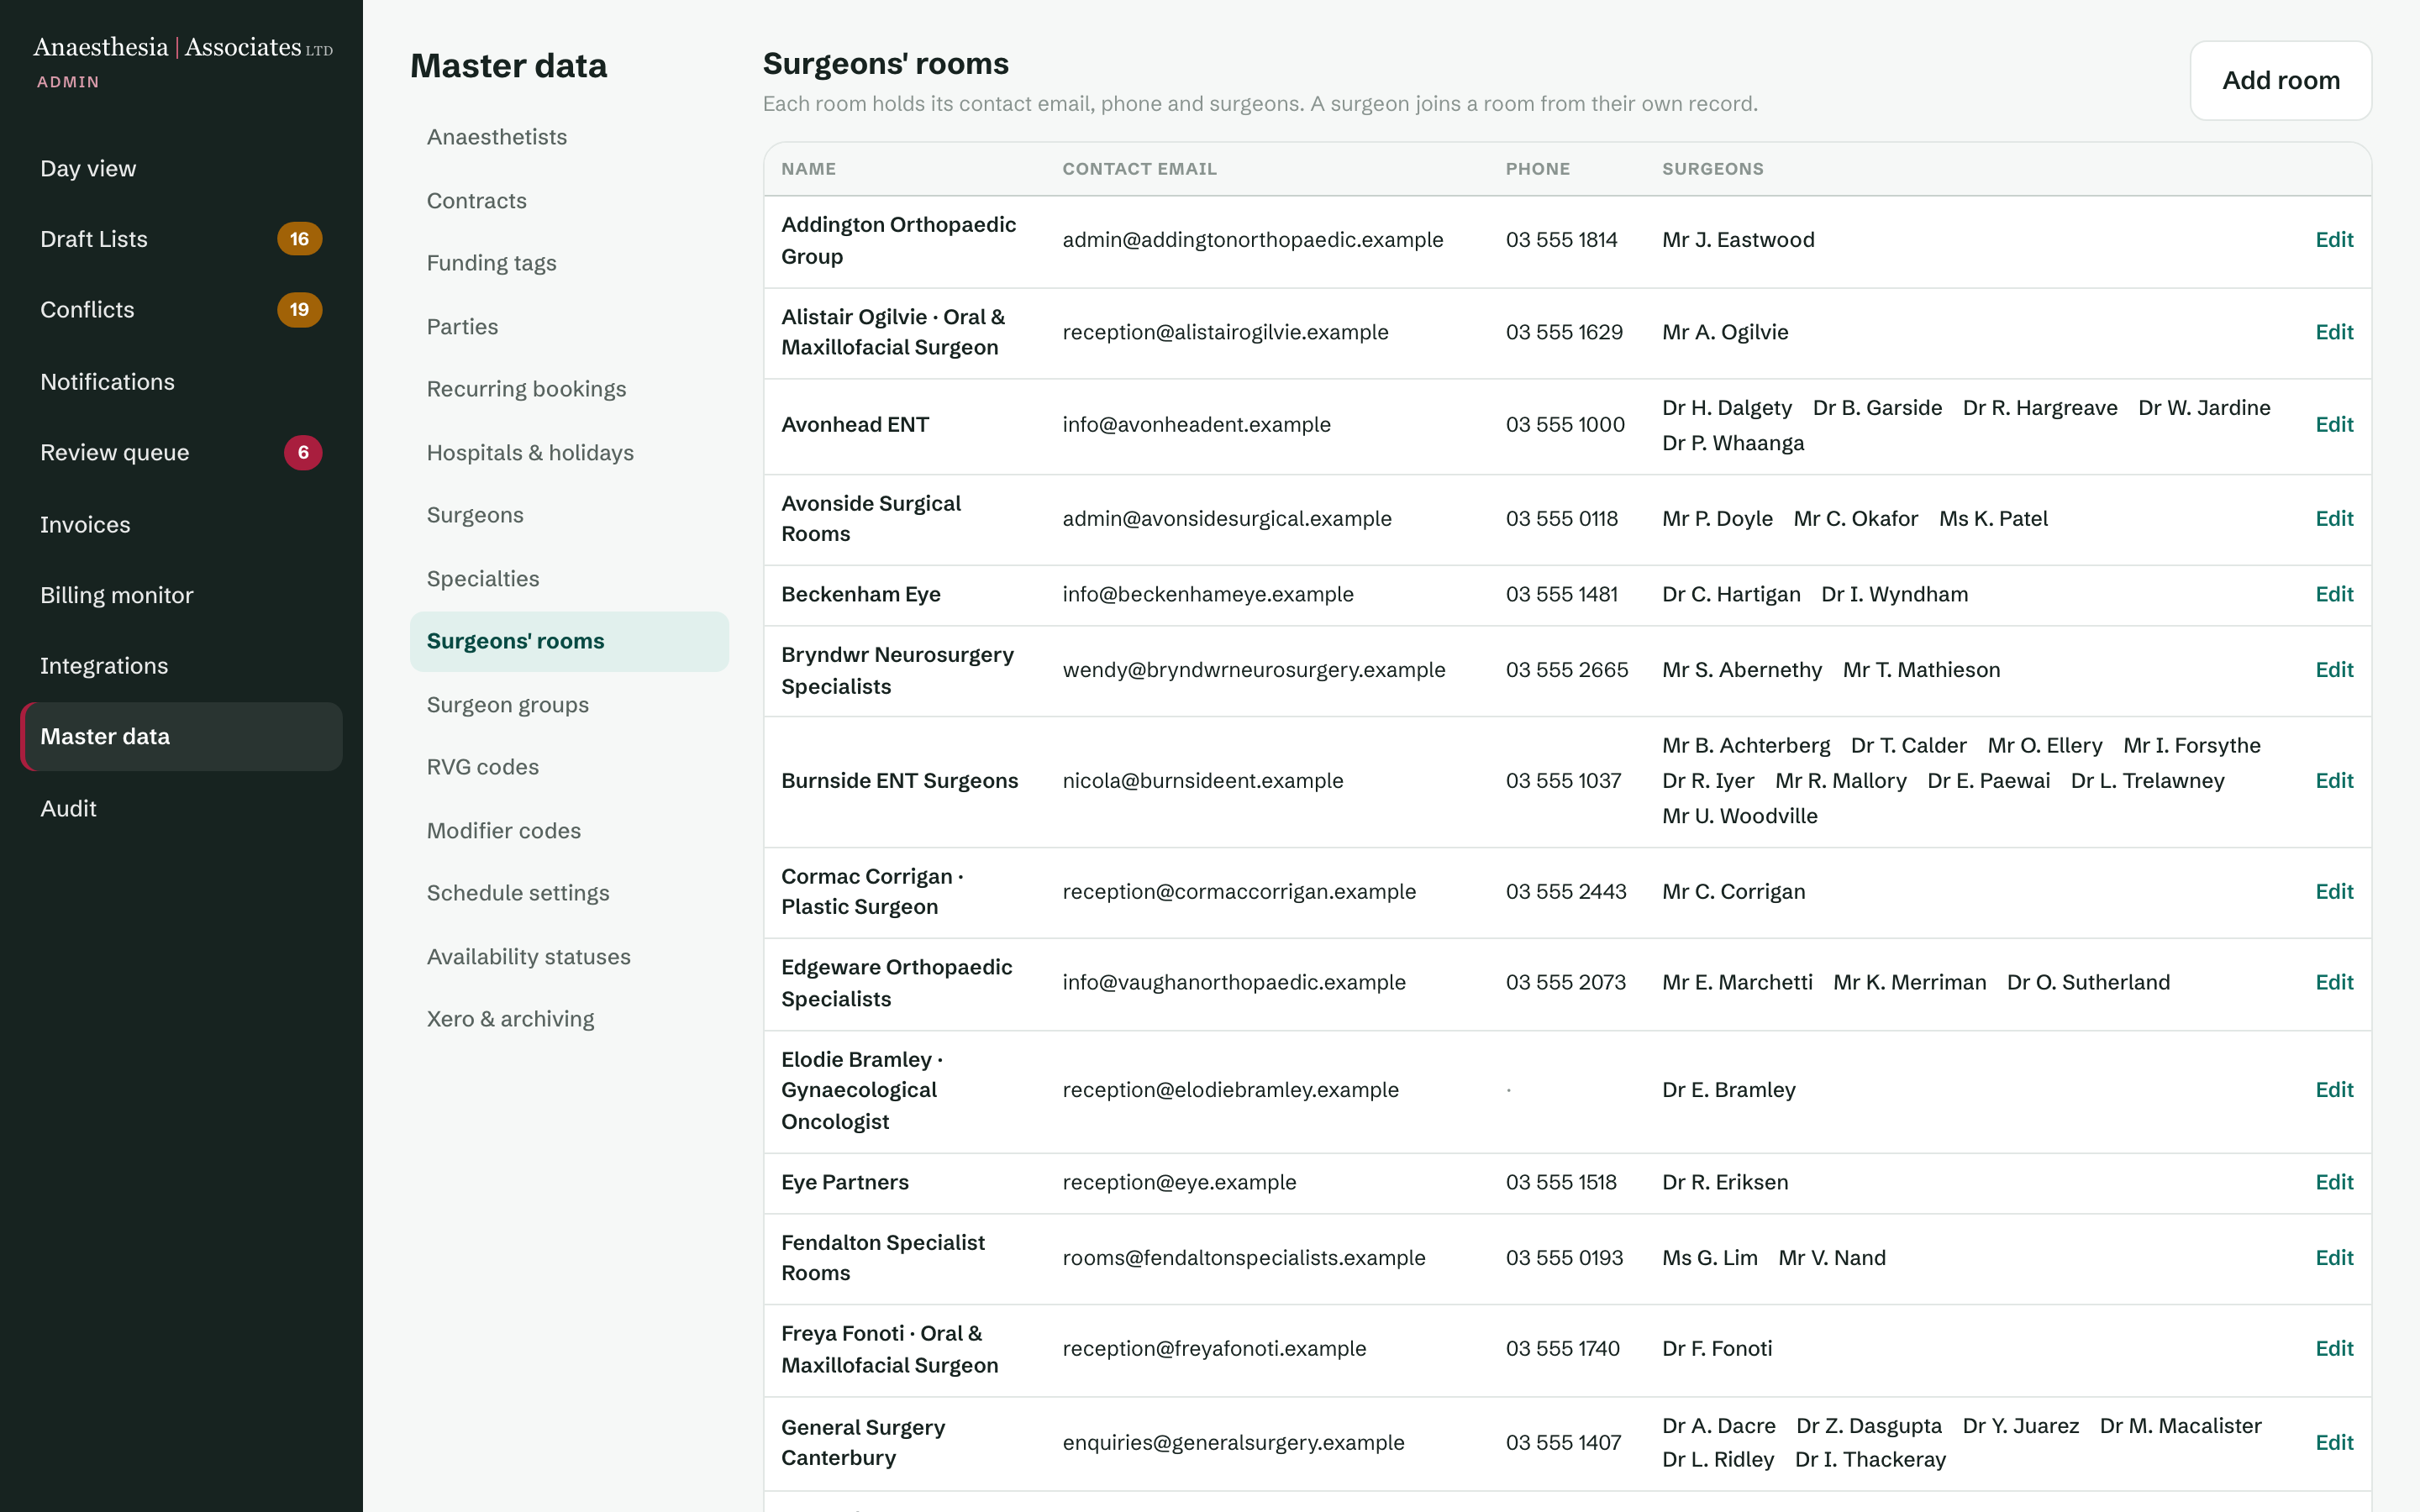 Anaesthesia | Associates LTD
ADMIN
Day view
Draft Lists 16
Conflicts 19
Notifications
Review queue 6
Invoices
Billing monitor
Integrations
Master data
Audit
Master data
Anaesthetists
Contracts
Funding tags
Parties
Recurring bookings
Hospitals & holidays
Surgeons
Specialties
Surgeons' rooms
Surgeon groups
RVG codes
Modifier codes
Schedule settings
Availability statuses
Xero & archiving
Surgeons' rooms
Each room holds its contact email, phone and surgeons. A surgeon joins a room from their own record.
Add room
NAME CONTACT EMAIL PHONE SURGEONS
Addington Orthopaedic
Group
admin@addingtonorthopaedic.example 03 555 1814 Mr J. Eastwood Edit
Alistair Ogilvie · Oral &
Maxillofacial Surgeon
reception@alistairogilvie.example 03 555 1629 Mr A. Ogilvie Edit
Avonhead ENT info@avonheadent.example 03 555 1000
Dr H. Dalgety Dr B. Garside Dr R. Hargreave Dr W. Jardine
Dr P. Whaanga
Edit
Avonside Surgical
Rooms
admin@avonsidesurgical.example 03 555 0118 Mr P. Doyle Mr C. Okafor Ms K. Patel Edit
Beckenham Eye info@beckenhameye.example 03 555 1481 Dr C. Hartigan Dr I. Wyndham Edit
Bryndwr Neurosurgery
Specialists
wendy@bryndwrneurosurgery.example 03 555 2665 Mr S. Abernethy Mr T. Mathieson Edit
Burnside ENT Surgeons nicola@burnsideent.example 03 555 1037
Mr B. Achterberg Dr T. Calder Mr O. Ellery Mr I. Forsythe
Dr R. Iyer Mr R. Mallory Dr E. Paewai Dr L. Trelawney
Mr U. Woodville
Edit
Cormac Corrigan ·
Plastic Surgeon
reception@cormaccorrigan.example 03 555 2443 Mr C. Corrigan Edit
Edgeware Orthopaedic
Specialists
info@vaughanorthopaedic.example 03 555 2073 Mr E. Marchetti Mr K. Merriman Dr O. Sutherland Edit
Elodie Bramley ·
Gynaecological
Oncologist
reception@elodiebramley.example · Dr E. Bramley Edit
Eye Partners reception@eye.example 03 555 1518 Dr R. Eriksen Edit
Fendalton Specialist
Rooms
rooms@fendaltonspecialists.example 03 555 0193 Ms G. Lim Mr V. Nand Edit
Freya Fonoti · Oral &
Maxillofacial Surgeon
reception@freyafonoti.example 03 555 1740 Dr F. Fonoti Edit
General Surgery
Canterbury
enquiries@generalsurgery.example 03 555 1407
Dr A. Dacre Dr Z. Dasgupta Dr Y. Juarez Dr M. Macalister
Dr L. Ridley Dr I. Thackeray
Edit